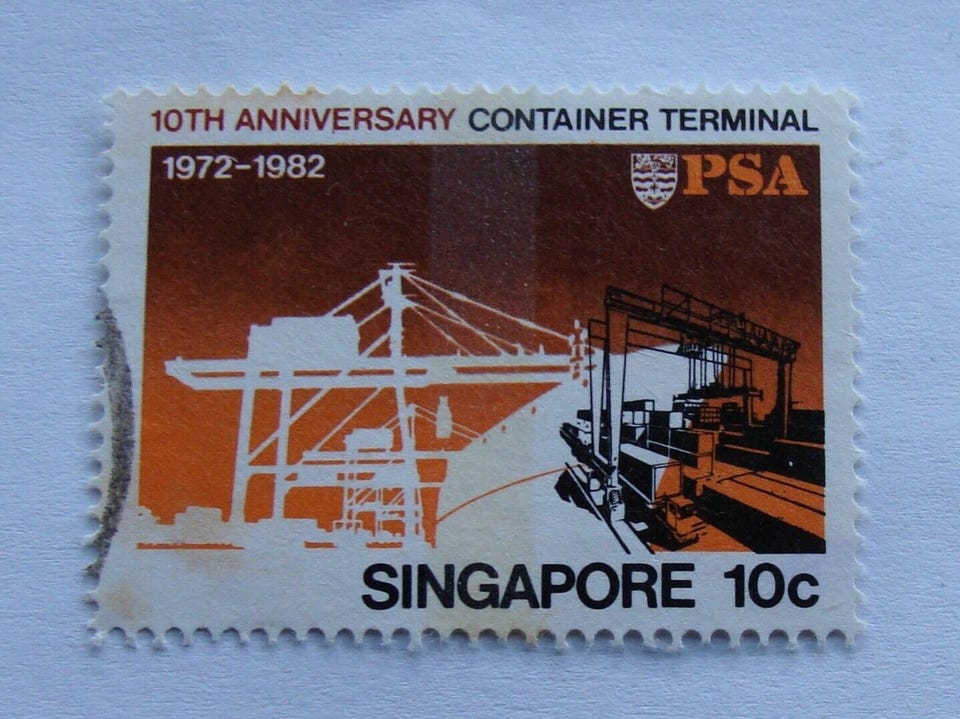 10TH ANNIVERSARY CONTAINER TERMINAL
1972-1982
PSA
SINGAPORE 10c